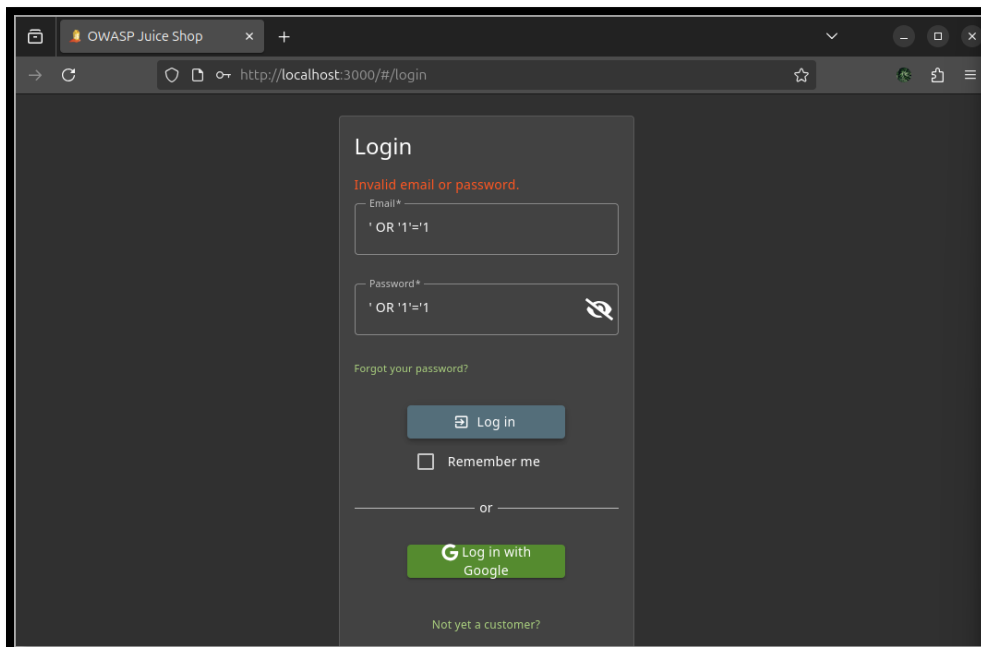 OWASP Juice Shop
http://localhost:3000/#/login
Login
Invalid email or password.
Email*
' OR '1'='1
Password*
' OR '1'='1
Forgot your password?
Log in
Remember me
or
Log in with
Google
Not yet a customer?